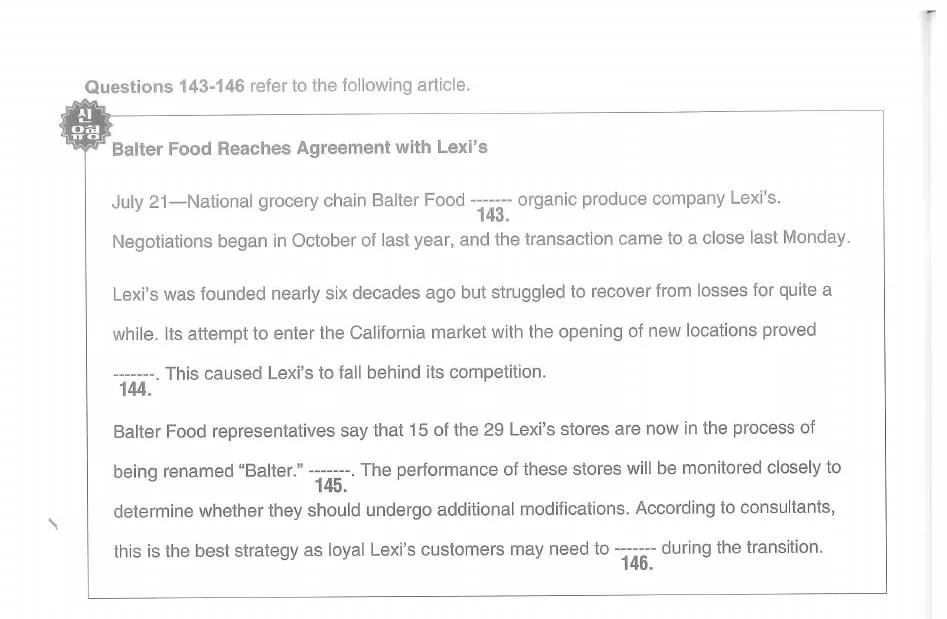 Questions 143-146 refer to the following article.
신
유형
Balter Food Reaches Agreement with Lexi's
July 21—National grocery chain Balter Food ------- organic produce company Lexi's.
143.
Negotiations began in October of last year, and the transaction came to a close last Monday.
Lexi's was founded nearly six decades ago but struggled to recover from losses for quite a
while. Its attempt to enter the California market with the opening of new locations proved
-------. This caused Lexi's to fall behind its competition.
144.
Balter Food representatives say that 15 of the 29 Lexi's stores are now in the process of
being renamed “Balter.” -------. The performance of these stores will be monitored closely to
145.
determine whether they should undergo additional modifications. According to consultants,
this is the best strategy as loyal Lexi's customers may need to ------- during the transition.
146.